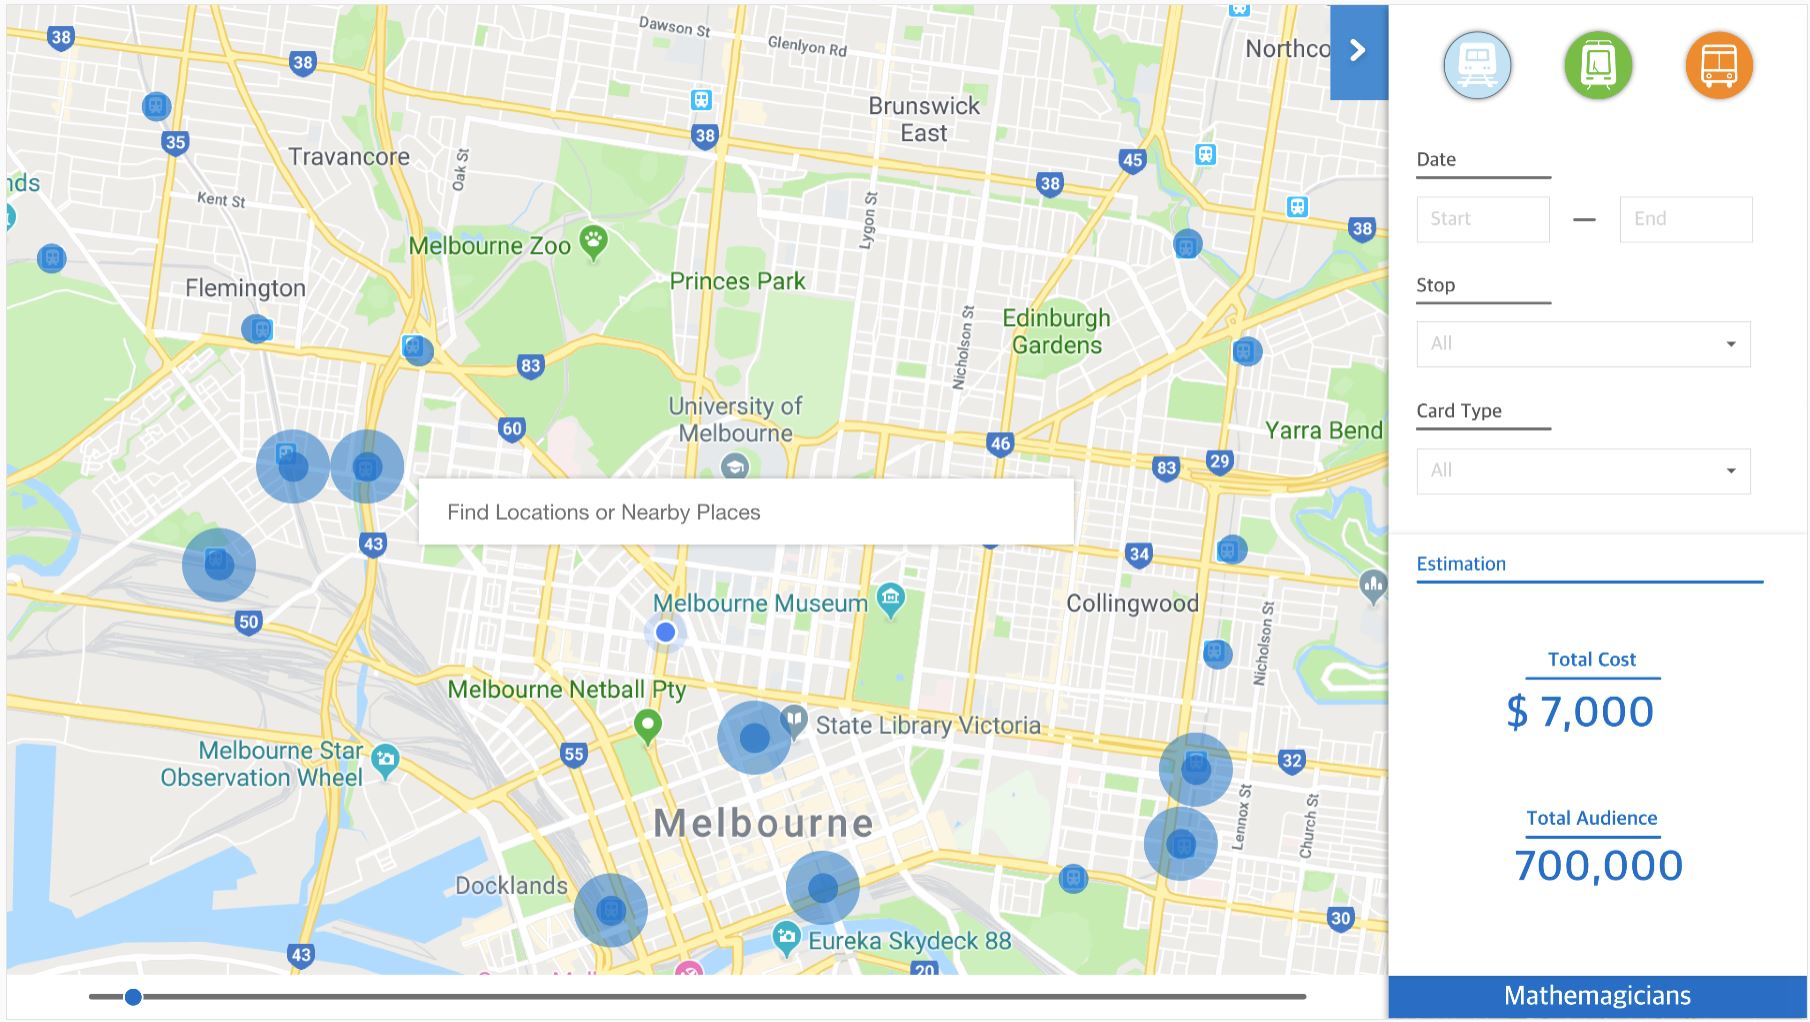 Dawson St
38
Glenlyon Rd
Northco
38
Brunswick
East
38
35
Travancore
Oak St
45
38
nds
Kent St
Lygon St
38
Melbourne Zoo
Princes Park
Flemington
Nicholson St
Edinburgh
Gardens
83
University of
Melbourne
60
46
Yarra Bend
83
29
Find Locations or Nearby Places
43
34
Melbourne Museum
Collingwood
50
Nicholson St
Melbourne Netball Pty
State Library Victoria
Melbourne Star
Observation Wheel
55
32
Lennox St
Church St
Melbourne
Docklands
30
Eureka Skydeck 88
43
20
Date
Start
End
Stop
All
Card Type
All
Estimation
Total Cost
$ 7,000
Total Audience
700,000
Mathemagicians